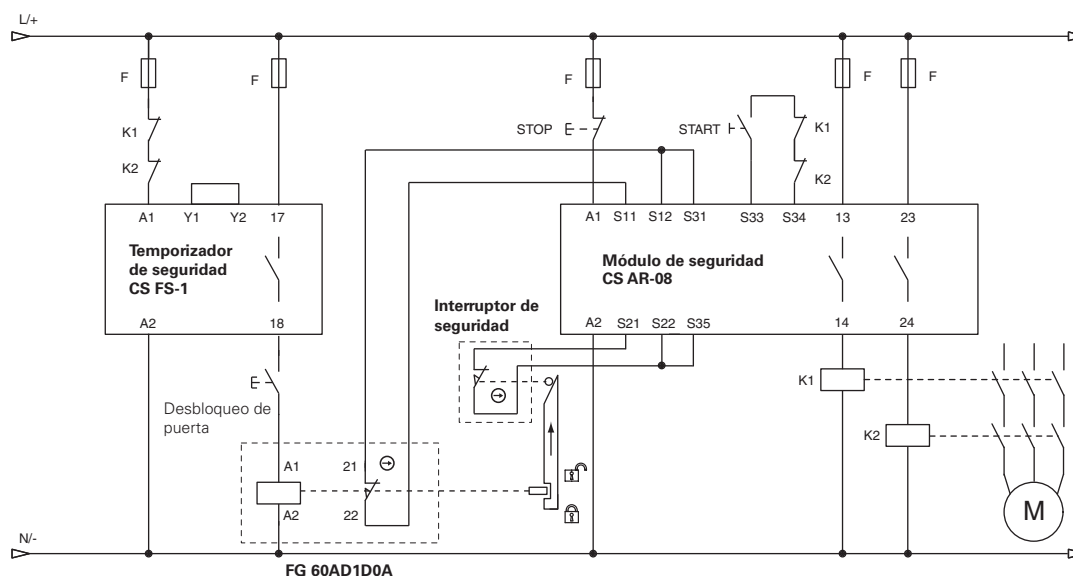 L/+
F
F
F
F
F
K1
K2
STOP
START
K1
K2
A1 Y1 Y2 17
A1 S11 S12 S31 S33 S34 13 23
Temporizador
de seguridad
CS FS-1
Módulo de seguridad
CS AR-08
A2 18
Interruptor de
seguridad
A2 S21 S22 S35 14 24
K1
Desbloqueo de
puerta
K2
A1 21
A2 22
M
N/-
FG 60AD1D0A